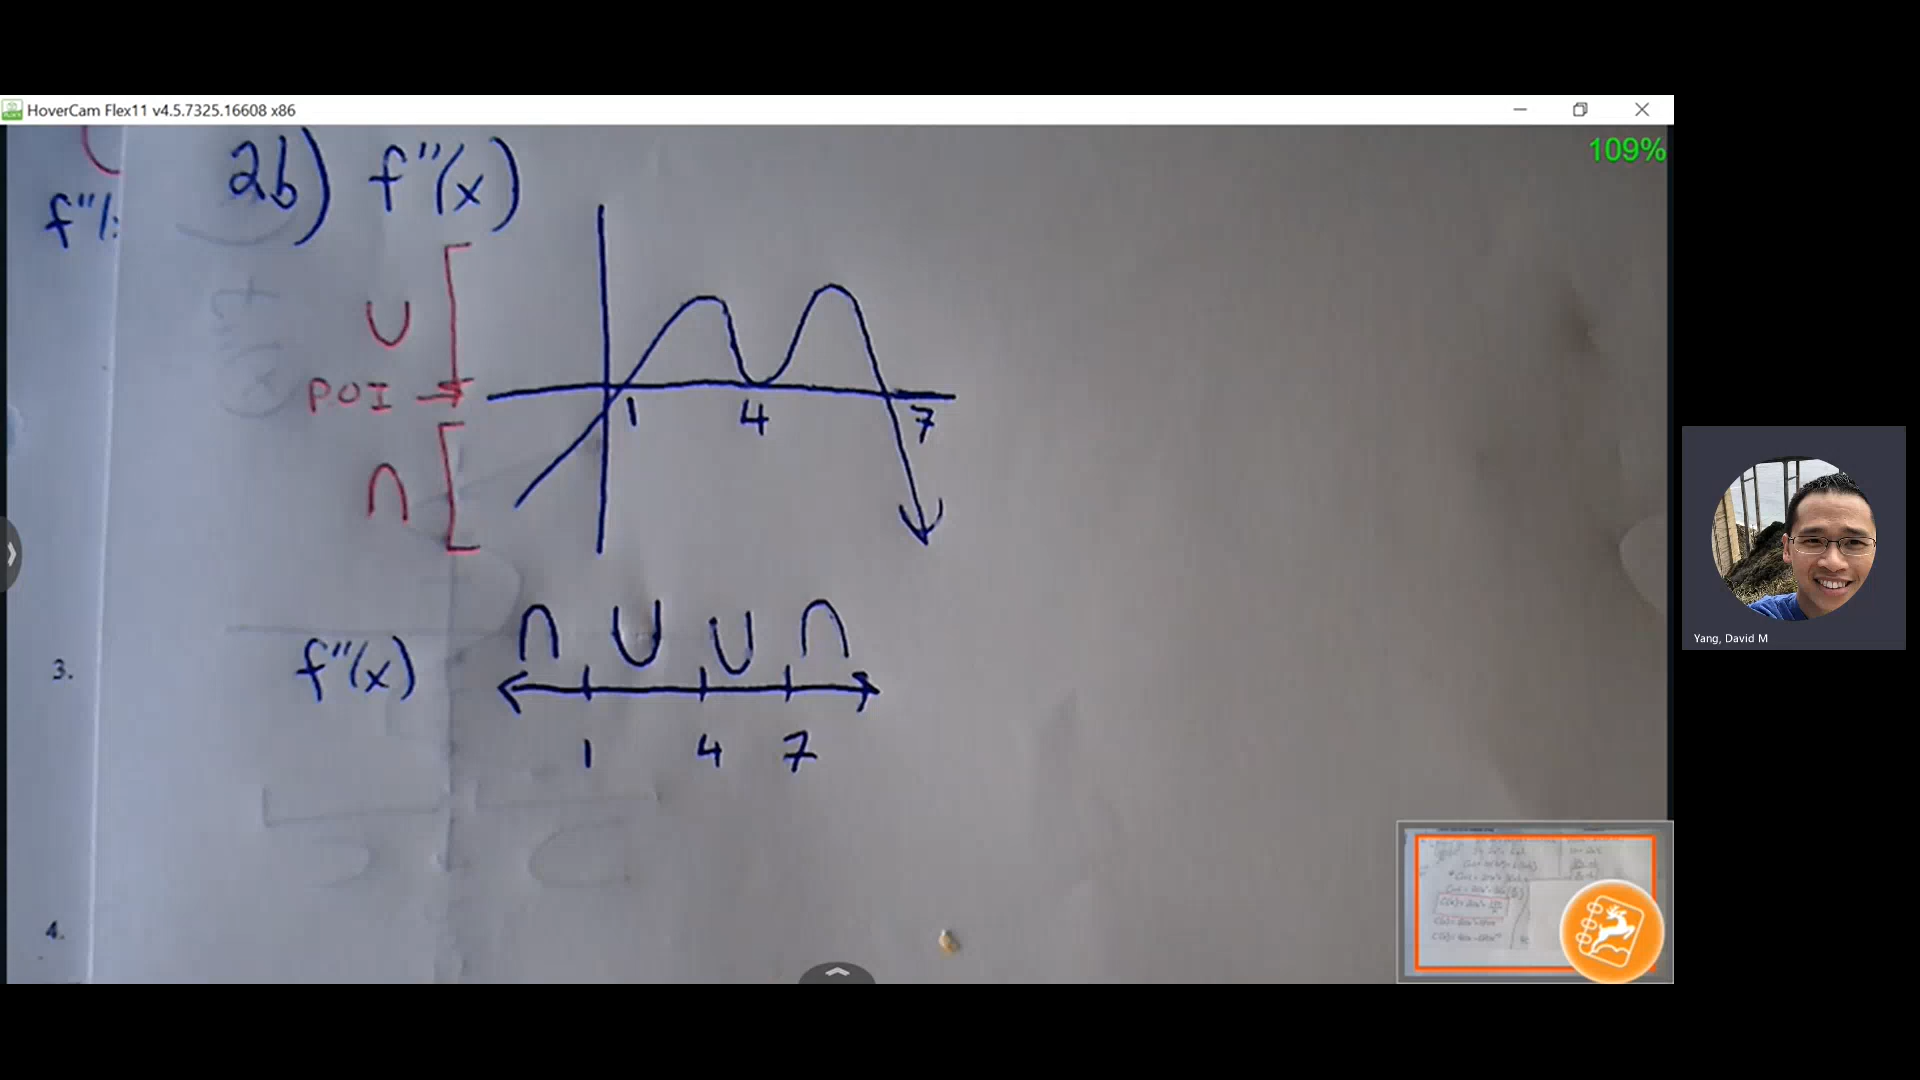 HoverCam Flex11 v4.5.7325.16608 x86
109%
2b) f''(x)
f''(
U
POI →
∩
1 4 7
∩ U U ∩
f''(x)
1 4 7
3.
4.
Yang, David M